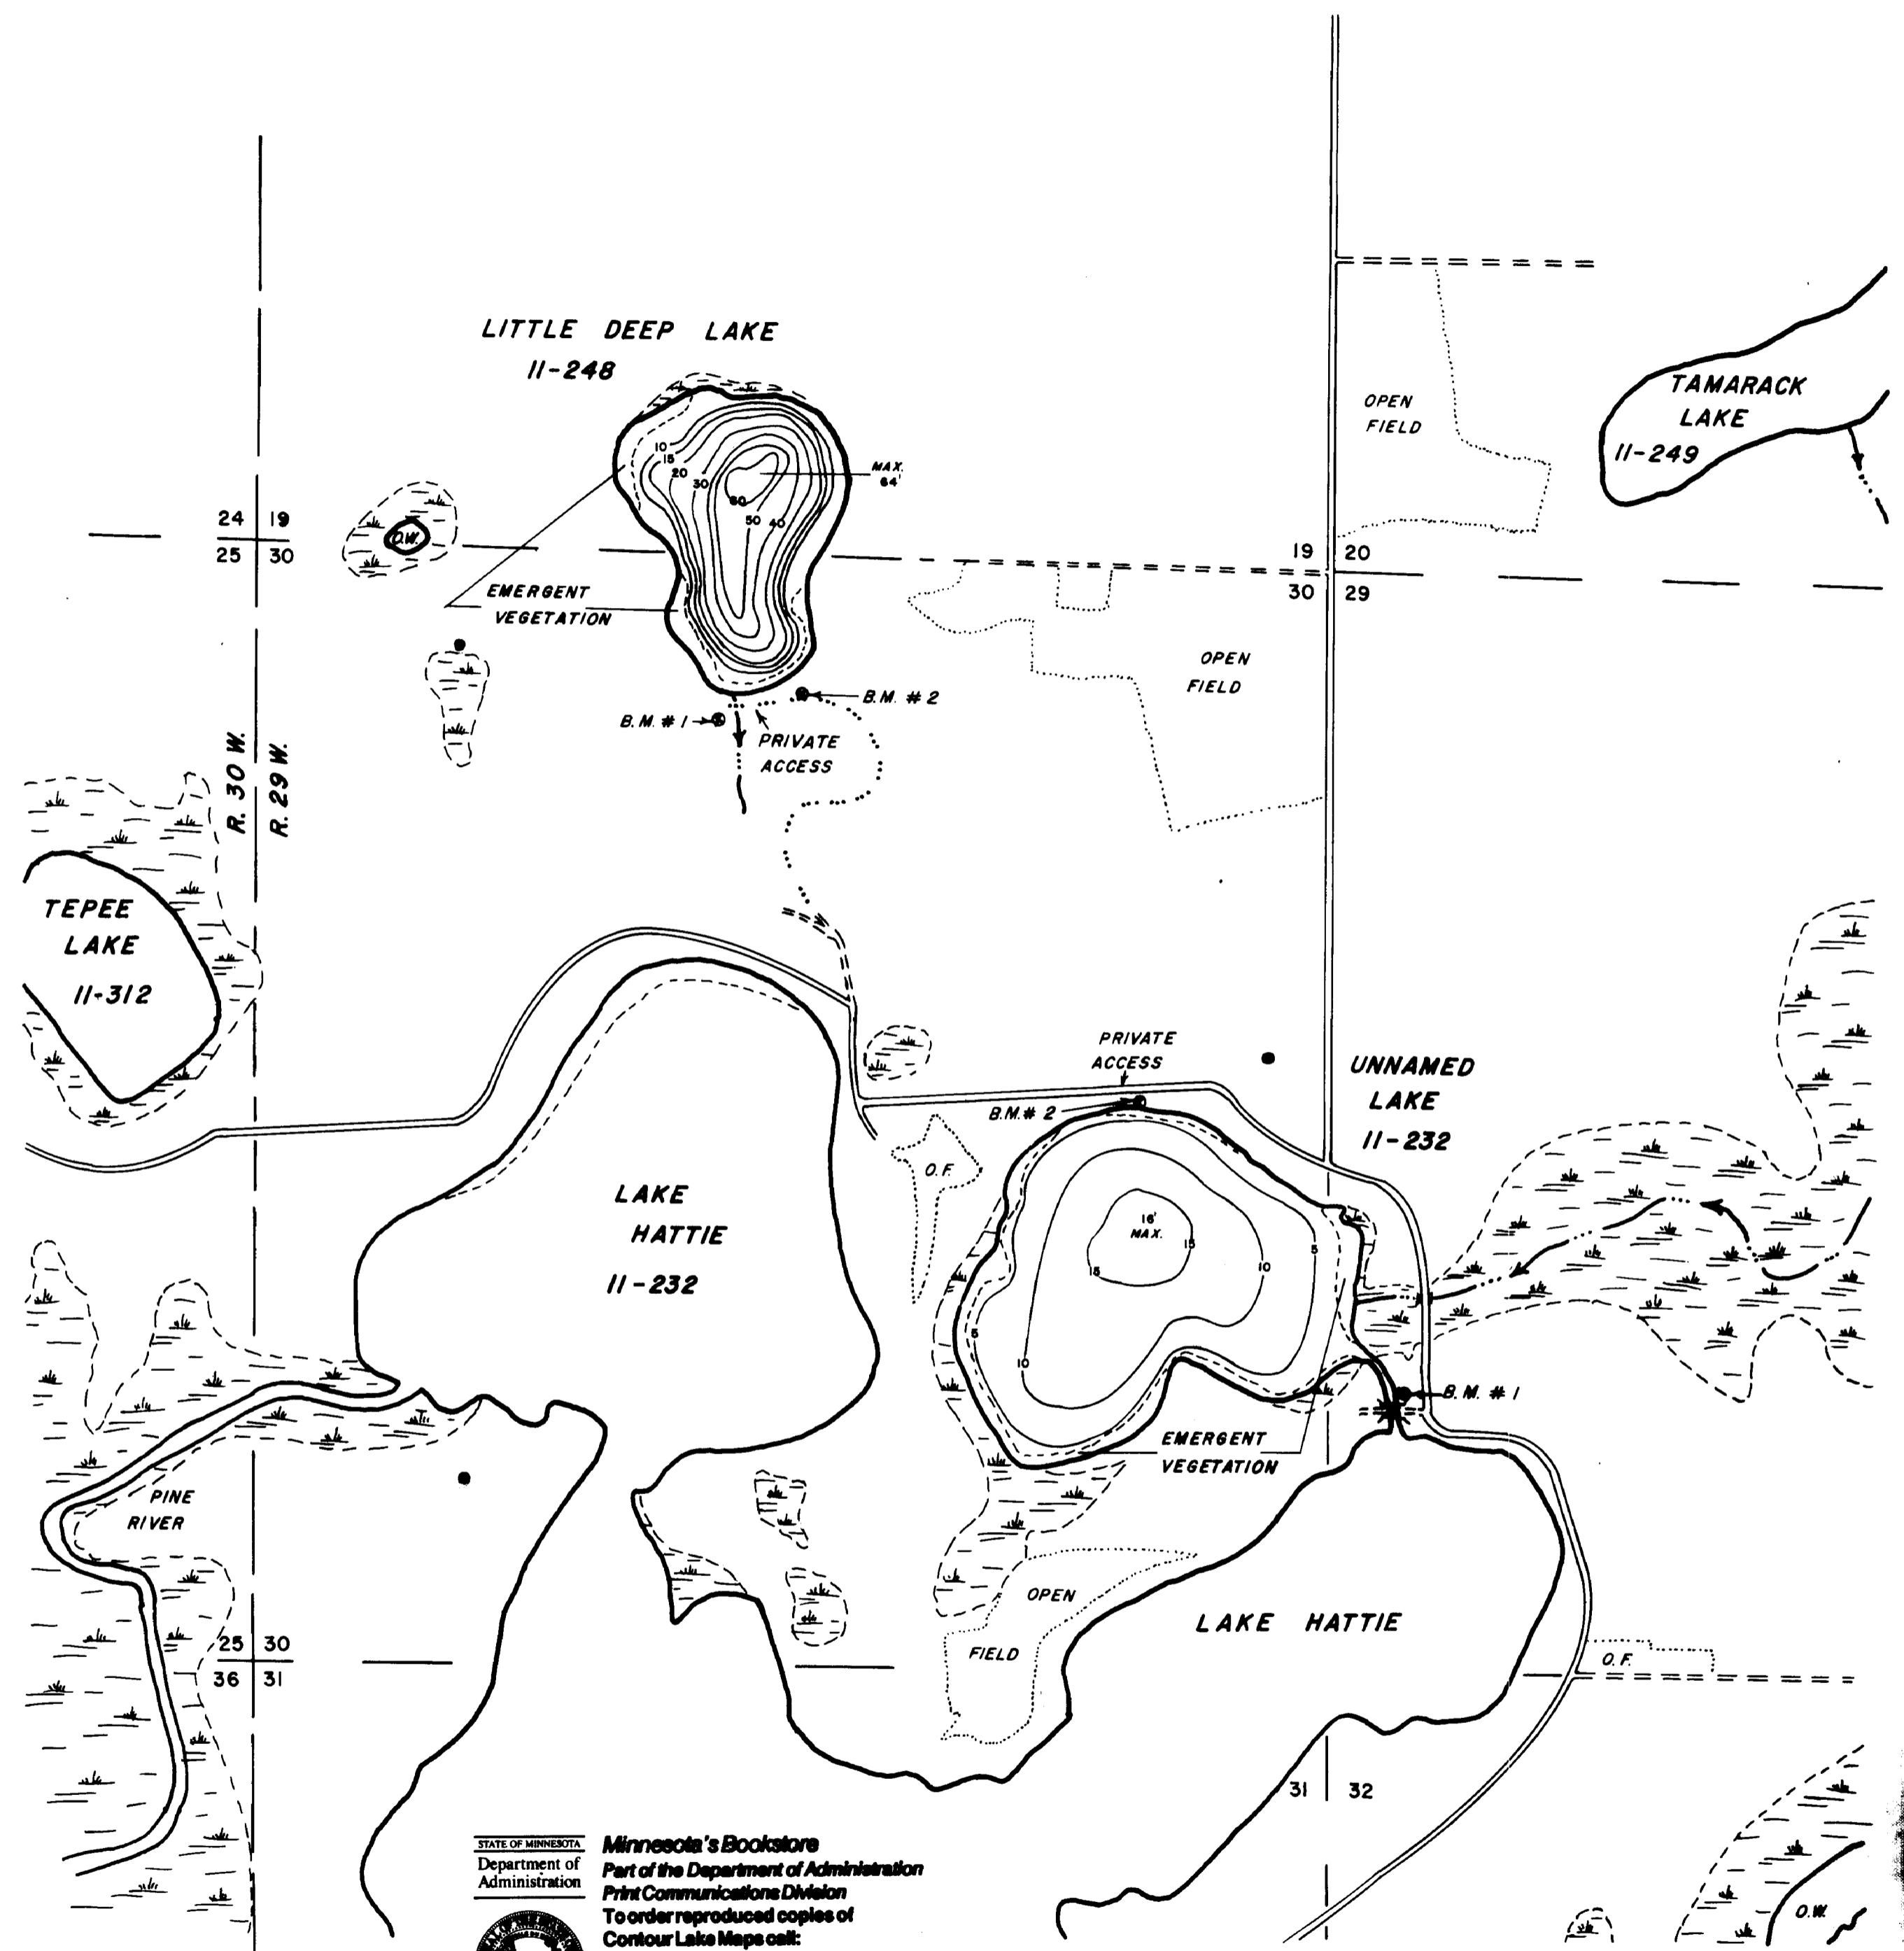 LITTLE DEEP LAKE
11-248
TAMARACK
LAKE
11-249
OPEN
FIELD
10
15
20
30
60
50
40
MAX.
64'
24 19
25 30
O.W.
19 20
30 29
EMERGENT
VEGETATION
OPEN
FIELD
B.M. # 2
B.M. # 1
PRIVATE
ACCESS
R. 30 W.
R. 29 W.
TEPEE
LAKE
11-312
PRIVATE
ACCESS
B.M. # 2
UNNAMED
LAKE
11-232
O.F.
LAKE
HATTIE
11-232
16'
MAX.
15
15
5
10
5
10
B.M. # 1
EMERGENT
VEGETATION
PINE
RIVER
OPEN
FIELD
LAKE HATTIE
25 30
36 31
O.F.
31 32
STATE OF MINNESOTA
Department of
Administration
Minnesota's Bookstore
Part of the Department of Administration
Print Communications Division
To order reproduced copies of
Contour Lake Maps call:
O.W.